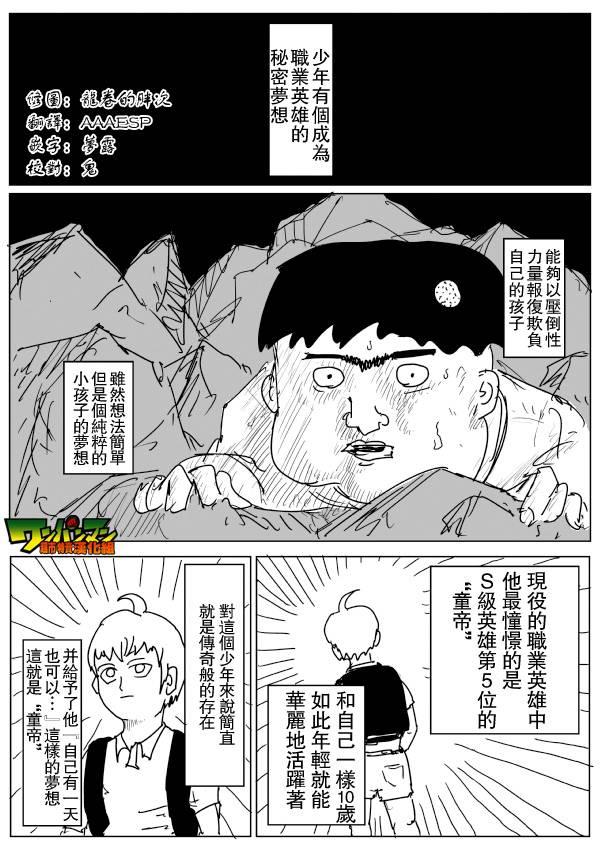 少年有個成為
職業英雄的
秘密夢想
修圖：龍卷的胖次
翻譯：AAAESP
嵌字：夢露
校對：兔
能夠以壓倒性
力量報復欺負
自己的孩子
雖然想法簡單
但是個純粹的
小孩子的夢想
ワンパンマン
漢化組
現役的職業英雄中
他最憧憬的是
S級英雄第5位的
“童帝”
和自己一樣10歲
如此年輕就能
華麗地活躍著
對這個少年來說簡直
就是傳奇般的存在
并給予了他『自己有一天
也可以…』這樣的夢想
這就是“童帝”